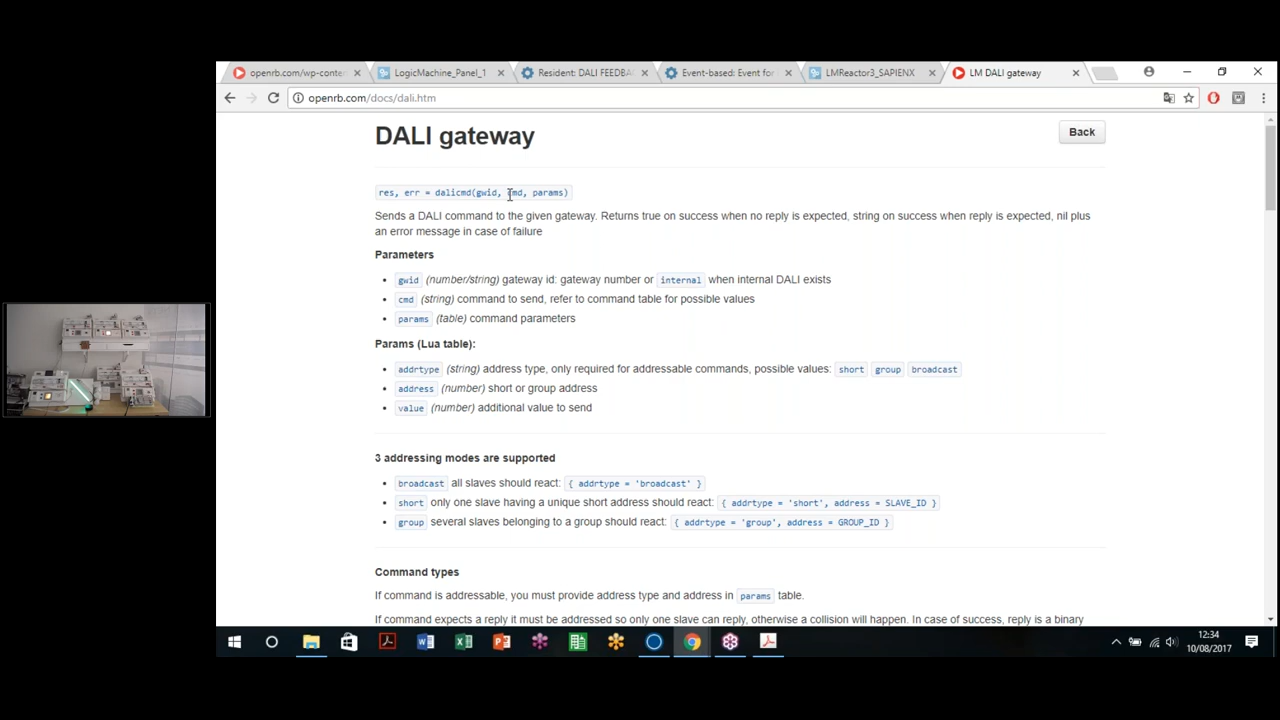 openrb.com/wp-conte
LogicMachine_Panel_1
Resident: DALI FEEDBA
Event-based: Event for
LMReactor3_SAPIENX
LM DALI gateway
openrb.com/docs/dali.htm
DALI gateway
Back
res, err = dalicmd(gwid, cmd, params)
Sends a DALI command to the given gateway. Returns true on success when no reply is expected, string on success when reply is expected, nil plus
an error message in case of failure
Parameters
• gwid (number/string) gateway id: gateway number or internal when internal DALI exists
• cmd (string) command to send, refer to command table for possible values
• params (table) command parameters
Params (Lua table):
• addrtype (string) address type, only required for addressable commands, possible values: short group broadcast
• address (number) short or group address
• value (number) additional value to send
3 addressing modes are supported
• broadcast all slaves should react: { addrtype = 'broadcast' }
• short only one slave having a unique short address should react: { addrtype = 'short', address = SLAVE_ID }
• group several slaves belonging to a group should react: { addrtype = 'group', address = GROUP_ID }
Command types
If command is addressable, you must provide address type and address in params table.
If command expects a reply it must be addressed so only one slave can reply, otherwise a collision will happen. In case of success, reply is a binary
12:34
10/08/2017